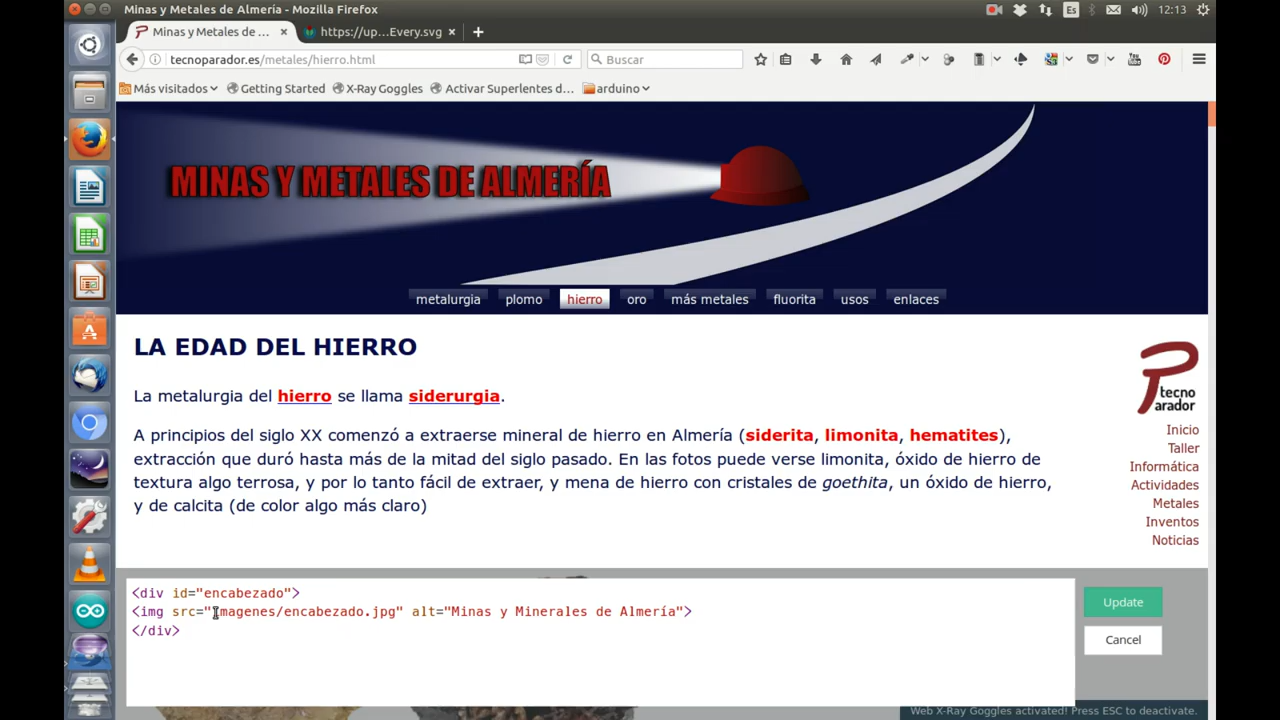 Minas y Metales de Almería - Mozilla Firefox
Es
12:13
Minas y Metales de ...
https://up...Every.svg
tecnoparador.es/metales/hierro.html
Buscar
Más visitados
Getting Started
X-Ray Goggles
Activar Superlentes d...
arduino
MINAS Y METALES DE ALMERÍA
metalurgia
plomo
hierro
oro
más metales
fluorita
usos
enlaces
LA EDAD DEL HIERRO
La metalurgia del hierro se llama siderurgia.
A principios del siglo XX comenzó a extraerse mineral de hierro en Almería (siderita, limonita, hematites),
extracción que duró hasta más de la mitad del siglo pasado. En las fotos puede verse limonita, óxido de hierro de
textura algo terrosa, y por lo tanto fácil de extraer, y mena de hierro con cristales de goethita, un óxido de hierro,
y de calcita (de color algo más claro)
tecno
arador
Inicio
Taller
Informática
Actividades
Metales
Inventos
Noticias
<div id="encabezado">
<img src="imagenes/encabezado.jpg" alt="Minas y Minerales de Almería">
</div>
Update
Cancel
Web X-Ray Goggles activated! Press ESC to deactivate.